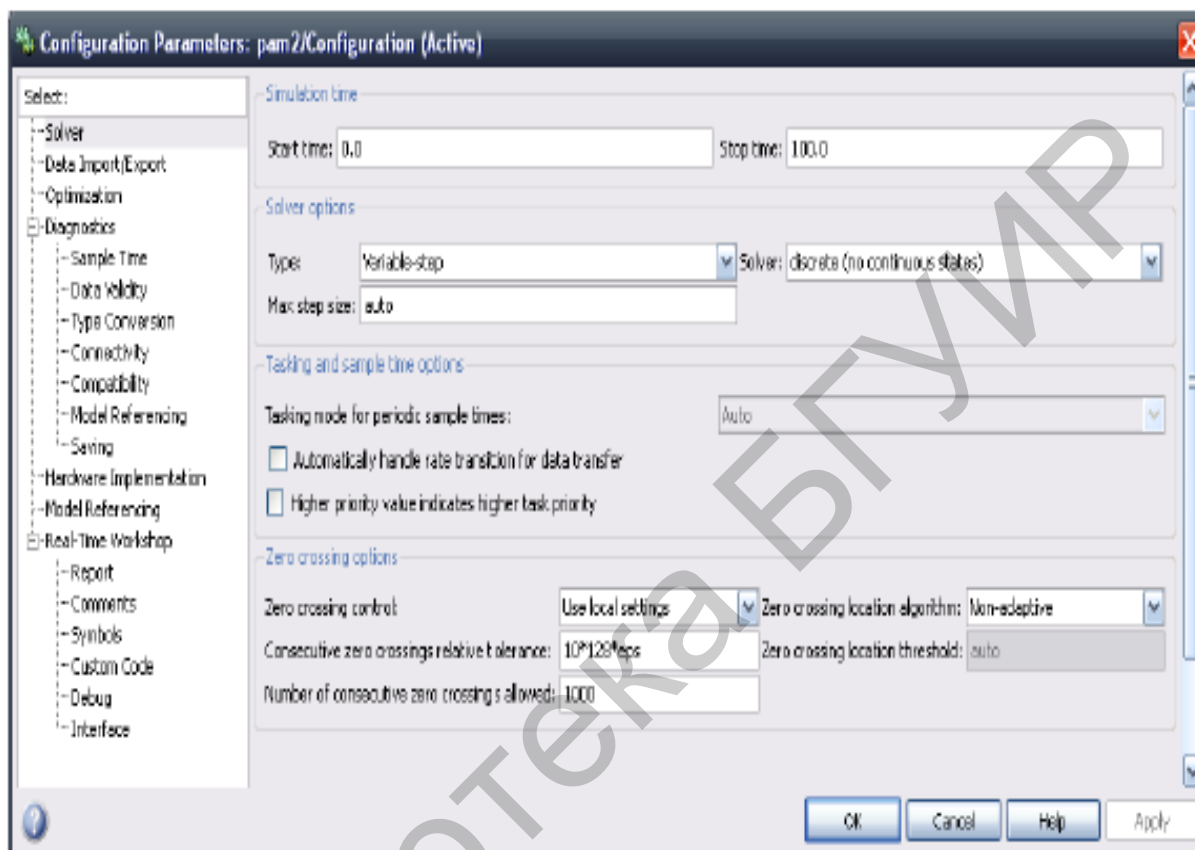 Configuration Parameters: pam2/Configuration (Active)
Select:
Solver
Data Import/Export
Optimization
Diagnostics
Sample Time
Data Validity
Type Conversion
Connectivity
Compatibility
Model Referencing
Saving
Hardware Implementation
Model Referencing
Real-Time Workshop
Report
Comments
Symbols
Custom Code
Debug
Interface
Simulation time
Start time: 0.0 Stop time: 100.0
Solver options
Type: Variable-step Solver: discrete (no continuous states)
Max step size: auto
Tasking and sample time options
Tasking mode for periodic sample times: Auto
Automatically handle rate transition for data transfer
Higher priority value indicates higher task priority
Zero crossing options
Zero crossing control: Use local settings Zero crossing location algorithm: Non-adaptive
Consecutive zero crossings relative tolerance: 10*128*eps Zero crossing location threshold: auto
Number of consecutive zero crossings allowed: 1000
OK Cancel Help Apply
отека БГУИР